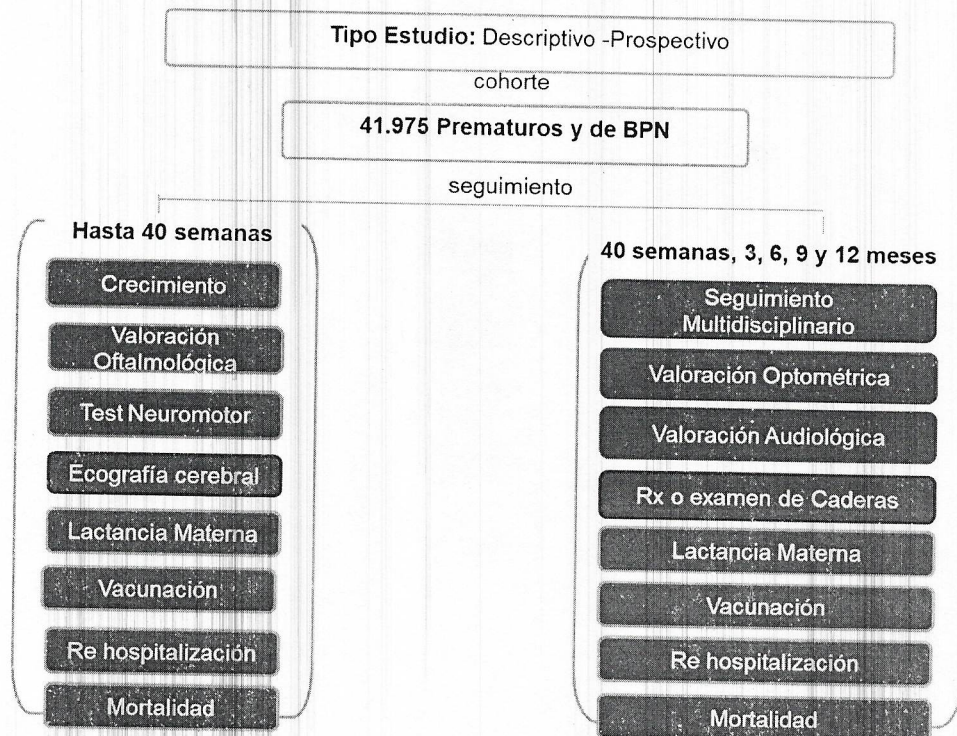 Tipo Estudio: Descriptivo -Prospectivo
cohorte
41.975 Prematuros y de BPN
seguimiento
Hasta 40 semanas
Crecimiento
Valoración
Oftalmológica
Test Neuromotor
Ecografía cerebral
Lactancia Materna
Vacunación
Re hospitalización
Mortalidad
40 semanas, 3, 6, 9 y 12 meses
Seguimiento
Multidisciplinario
Valoración Optométrica
Valoración Audiológica
Rx o examen de Caderas
Lactancia Materna
Vacunación
Re hospitalización
Mortalidad